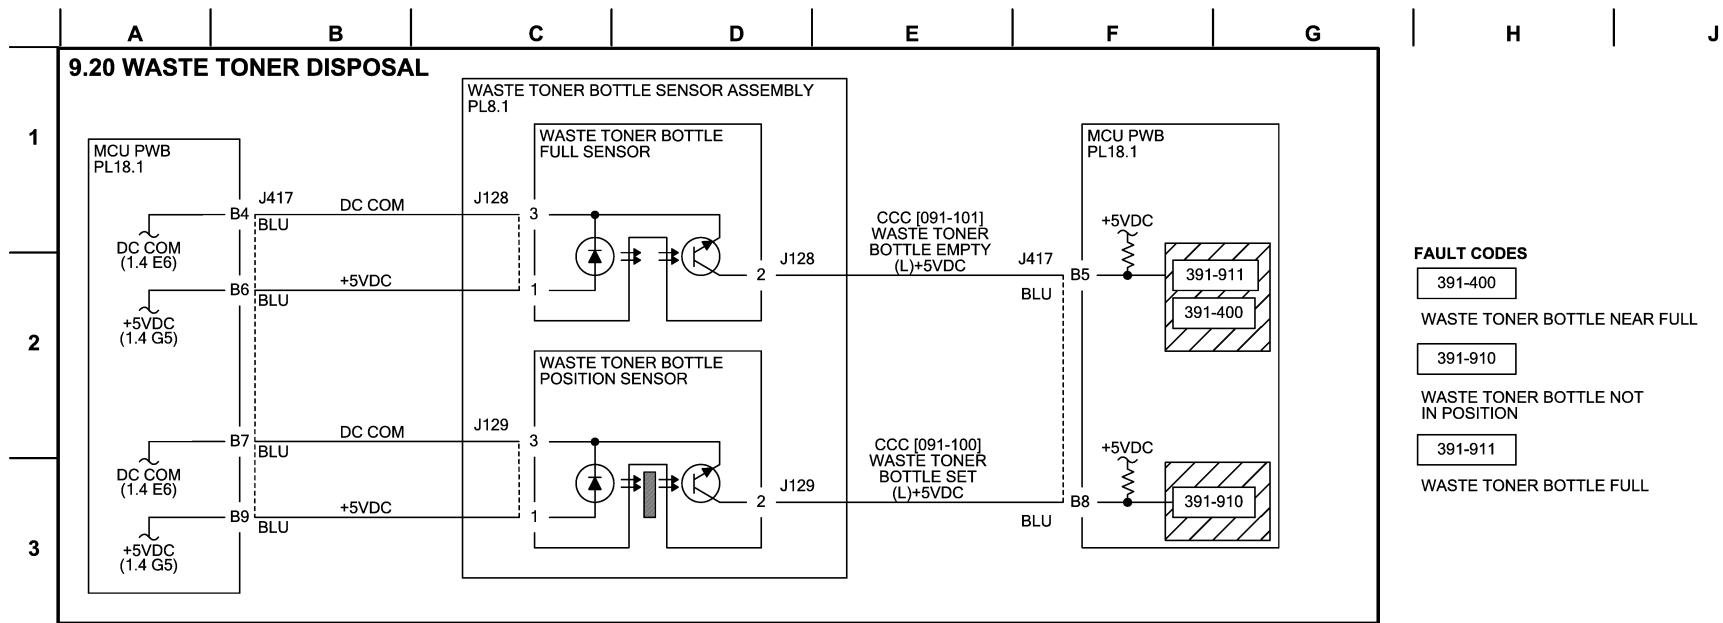 A B C D E F G H J
9.20 WASTE TONER DISPOSAL
1
2
3
MCU PWB
PL18.1
B4
J417
BLU
DC COM
DC COM
(1.4 E6)
B6
BLU
+5VDC
+5VDC
(1.4 G5)
B7
BLU
DC COM
DC COM
(1.4 E6)
B9
BLU
+5VDC
+5VDC
(1.4 G5)
WASTE TONER BOTTLE SENSOR ASSEMBLY
PL8.1
WASTE TONER BOTTLE
FULL SENSOR
J128
3
1
2
J128
WASTE TONER BOTTLE
POSITION SENSOR
J129
3
1
2
J129
CCC [091-101]
WASTE TONER
BOTTLE EMPTY
(L)+5VDC
J417
B5
BLU
CCC [091-100]
WASTE TONER
BOTTLE SET
(L)+5VDC
B8
BLU
MCU PWB
PL18.1
+5VDC
391-911
391-400
+5VDC
391-910
FAULT CODES
391-400
WASTE TONER BOTTLE NEAR FULL
391-910
WASTE TONER BOTTLE NOT
IN POSITION
391-911
WASTE TONER BOTTLE FULL